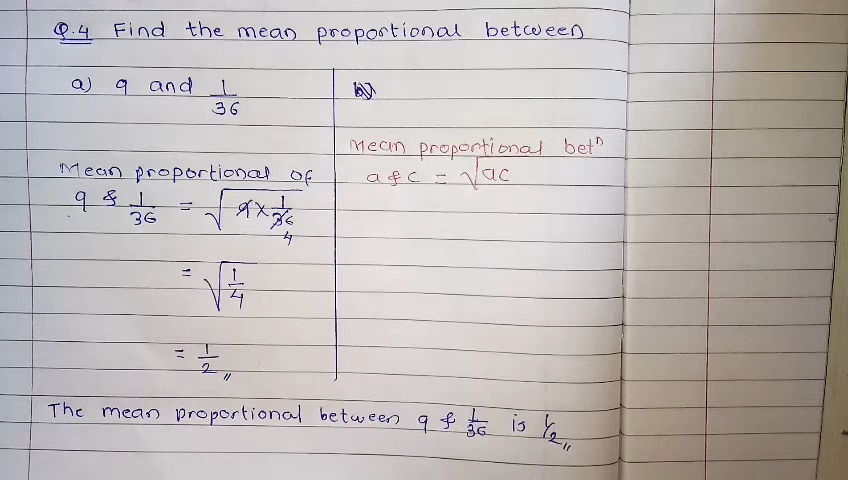 Q.4 Find the mean proportional between
a) 9 and 1/36
Mean proportional of
9 & 1/36 = √(9 × 1/36)
4
= √(1/4)
= 1/2 ,,
Mean proportional betⁿ
a & c = √ac
The mean proportional between 9 & 1/36 is 1/2 ,,